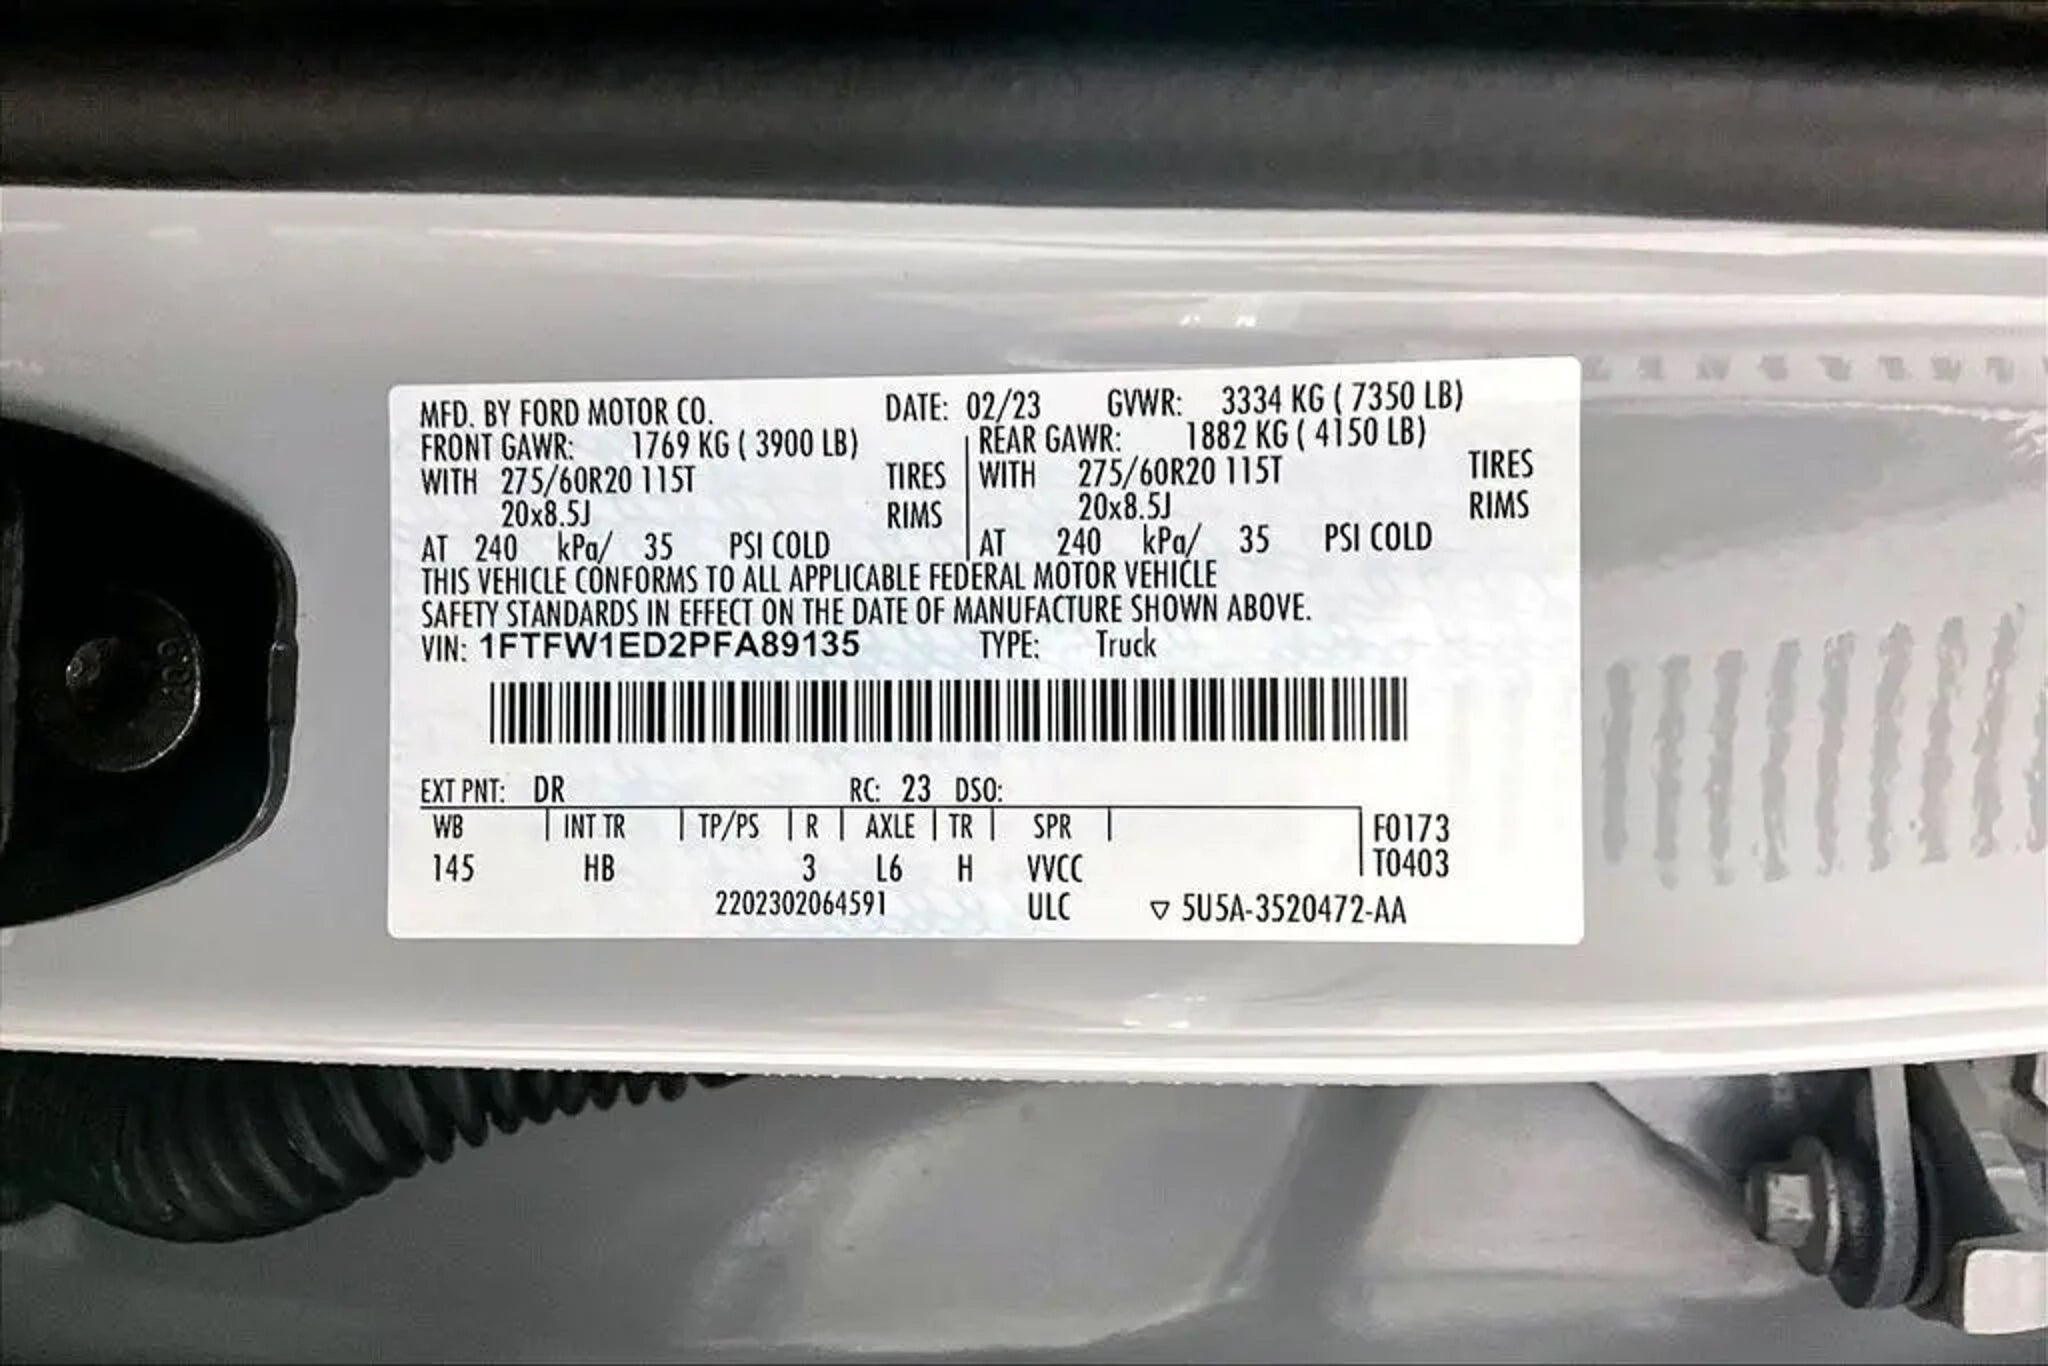 MFD. BY FORD MOTOR CO. DATE: 02/23 GVWR: 3334 KG ( 7350 LB)
FRONT GAWR: 1769 KG ( 3900 LB) REAR GAWR: 1882 KG ( 4150 LB)
WITH 275/60R20 115T TIRES WITH 275/60R20 115T TIRES
20x8.5J RIMS 20x8.5J RIMS
AT 240 kPa/ 35 PSI COLD AT 240 kPa/ 35 PSI COLD
THIS VEHICLE CONFORMS TO ALL APPLICABLE FEDERAL MOTOR VEHICLE
SAFETY STANDARDS IN EFFECT ON THE DATE OF MANUFACTURE SHOWN ABOVE.
VIN: 1FTFW1ED2PFA89135 TYPE: Truck
EXT PNT: DR RC: 23 DSO:
WB INT TR TP/PS R AXLE TR SPR F0173
145 HB 3 L6 H VVCC T0403
2202302064591 ULC ▽ 5U5A-3520472-AA